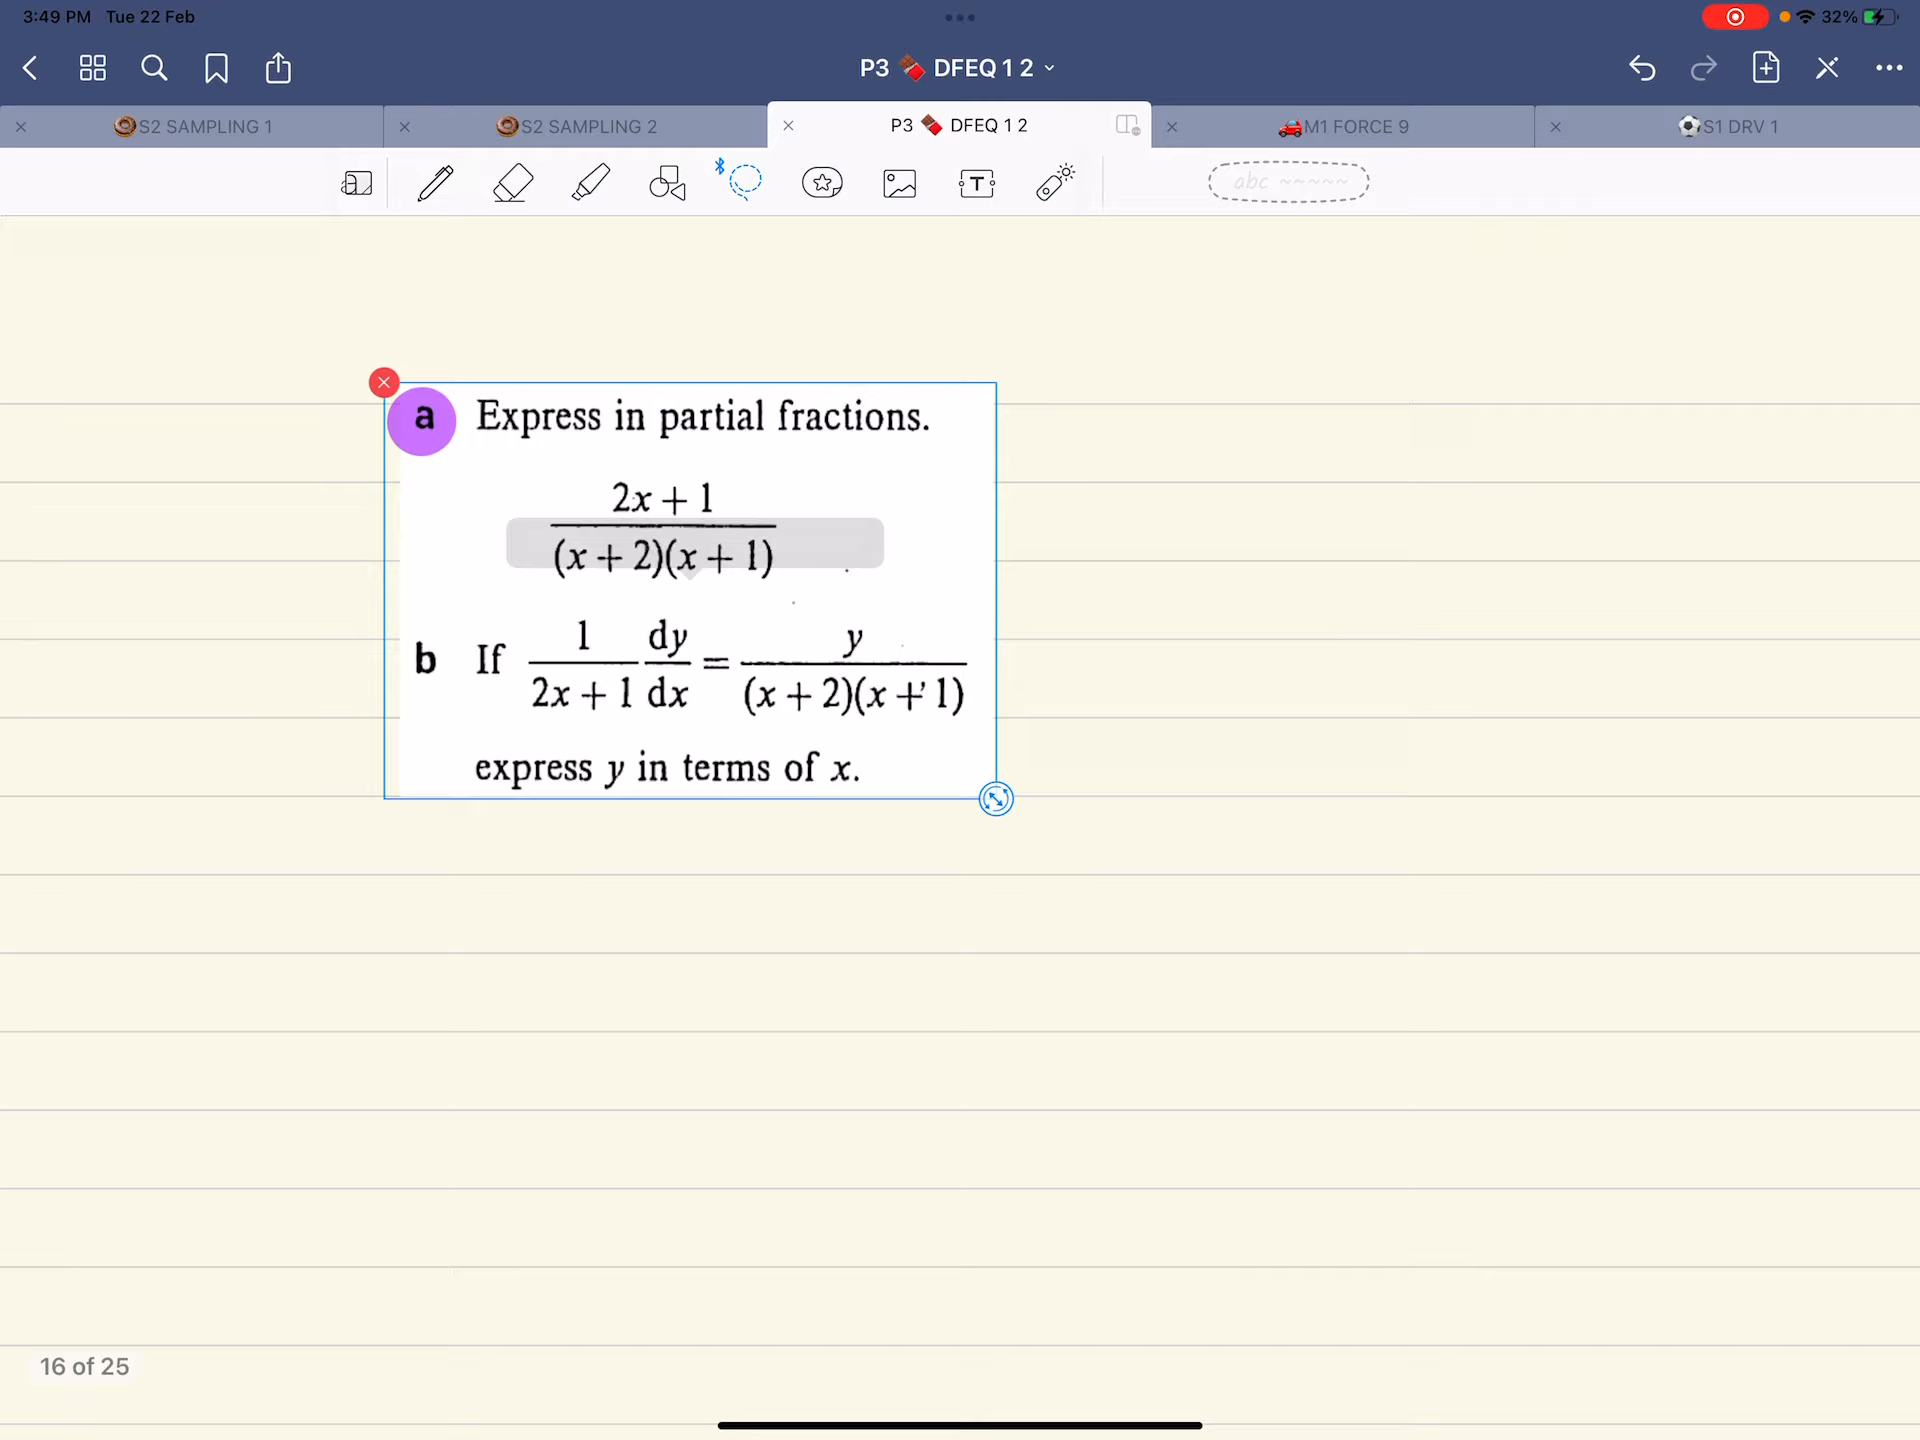 3:49 PM Tue 22 Feb
32%
P3 🍫 DFEQ 1 2
🍩S2 SAMPLING 1
🍩S2 SAMPLING 2
P3 🍫 DFEQ 1 2
🚗M1 FORCE 9
⚽S1 DRV 1
abc ~~~~~
a Express in partial fractions.
2x + 1
(x + 2)(x + 1)
b If 1/(2x + 1) dy/dx = y/((x + 2)(x + 1))
express y in terms of x.
16 of 25